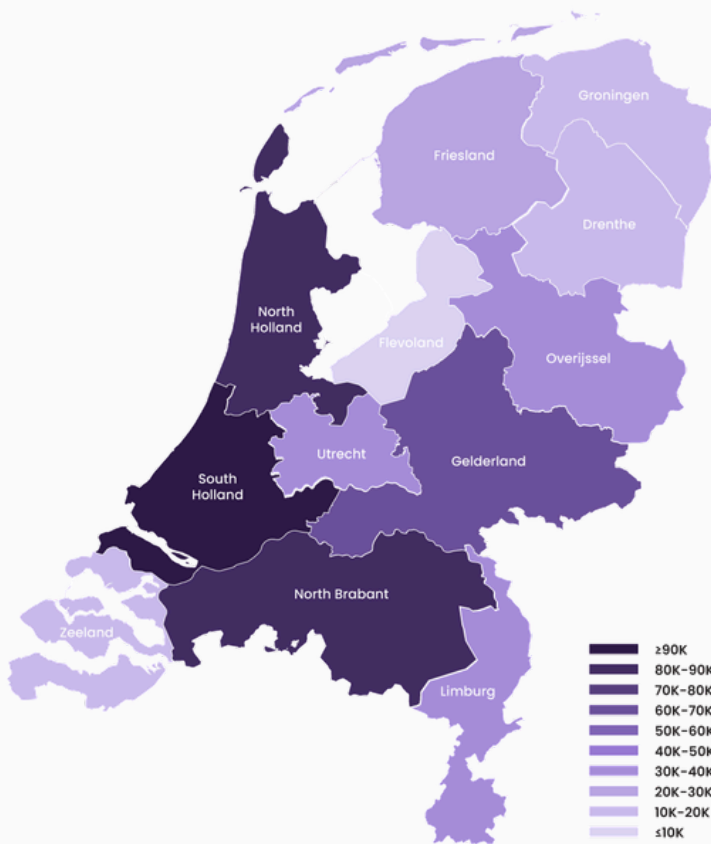 Groningen
Friesland
Drenthe
North
Holland
Flevoland
Overijssel
Utrecht
Gelderland
South
Holland
North Brabant
Zeeland
Limburg
≥90K
80K-90K
70K-80K
60K-70K
50K-60K
40K-50K
30K-40K
20K-30K
10K-20K
≤10K